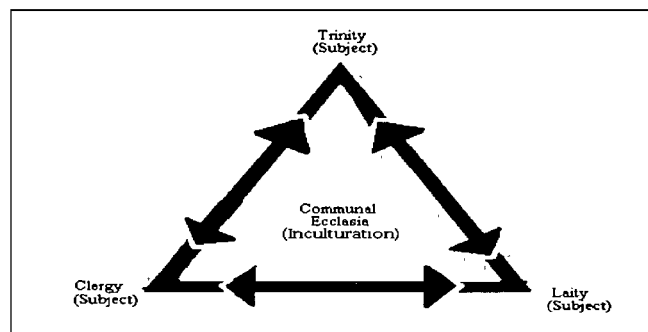 Trinity
(Subject)
Communal
Ecclasia
(Inculturation)
Clergy
(Subject)
Laity
(Subject)